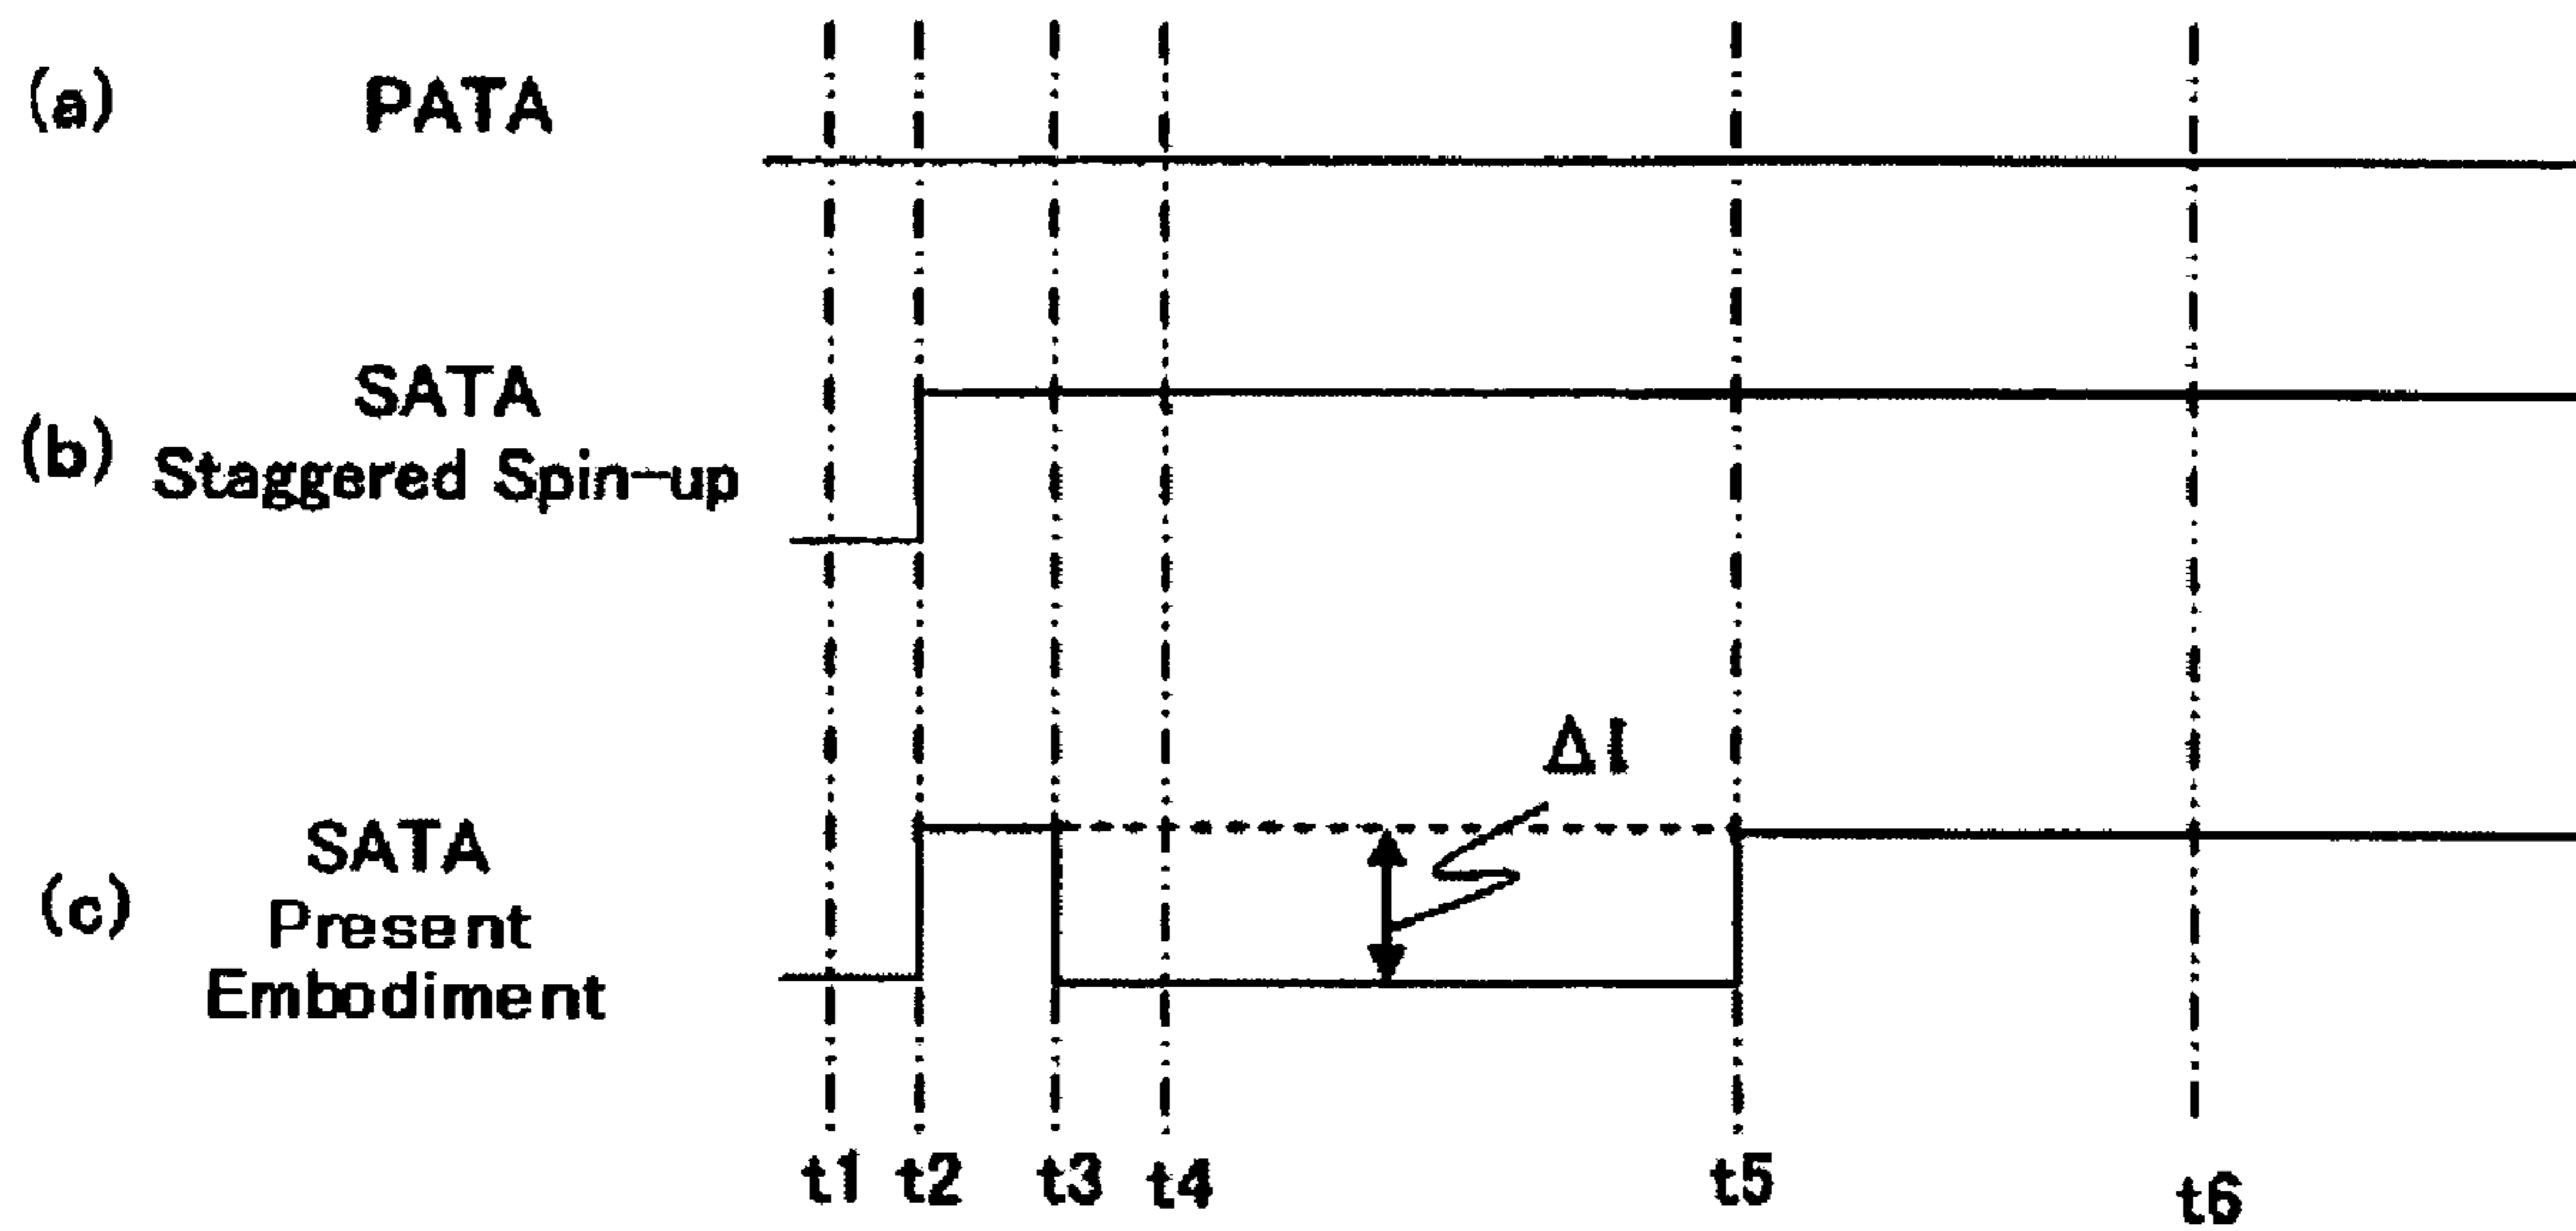 (a) PATA
SATA
(b) Staggered Spin-up
ΔI
SATA
(c) Present
Embodiment
t1 t2 t3 t4 t5 t6